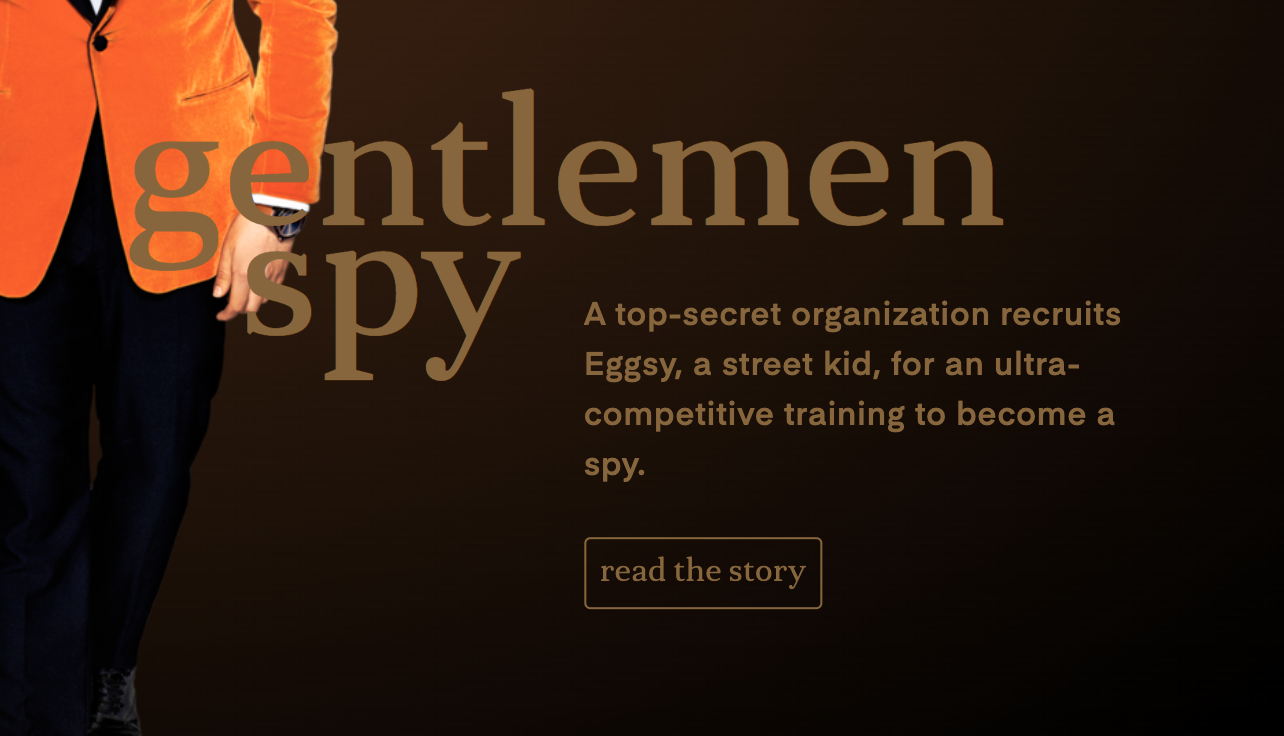 gentlemen
spy
A top-secret organization recruits
Eggsy, a street kid, for an ultra-
competitive training to become a
spy.
read the story